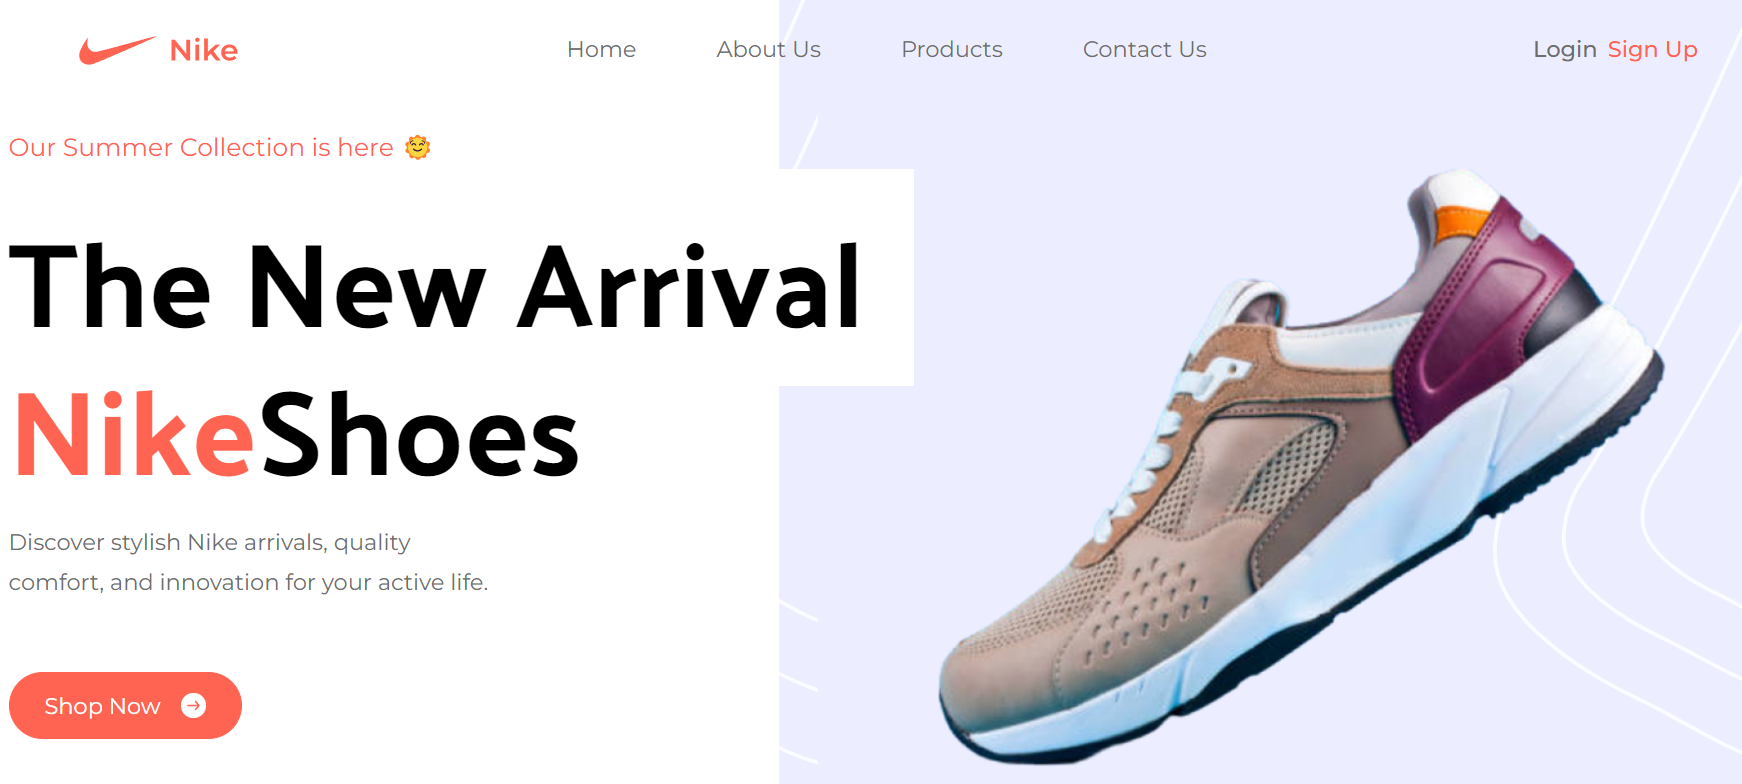 Nike
Home
About Us
Products
Contact Us
Login Sign Up
Our Summer Collection is here 🌞
The New Arrival
NikeShoes
Discover stylish Nike arrivals, quality
comfort, and innovation for your active life.
Shop Now